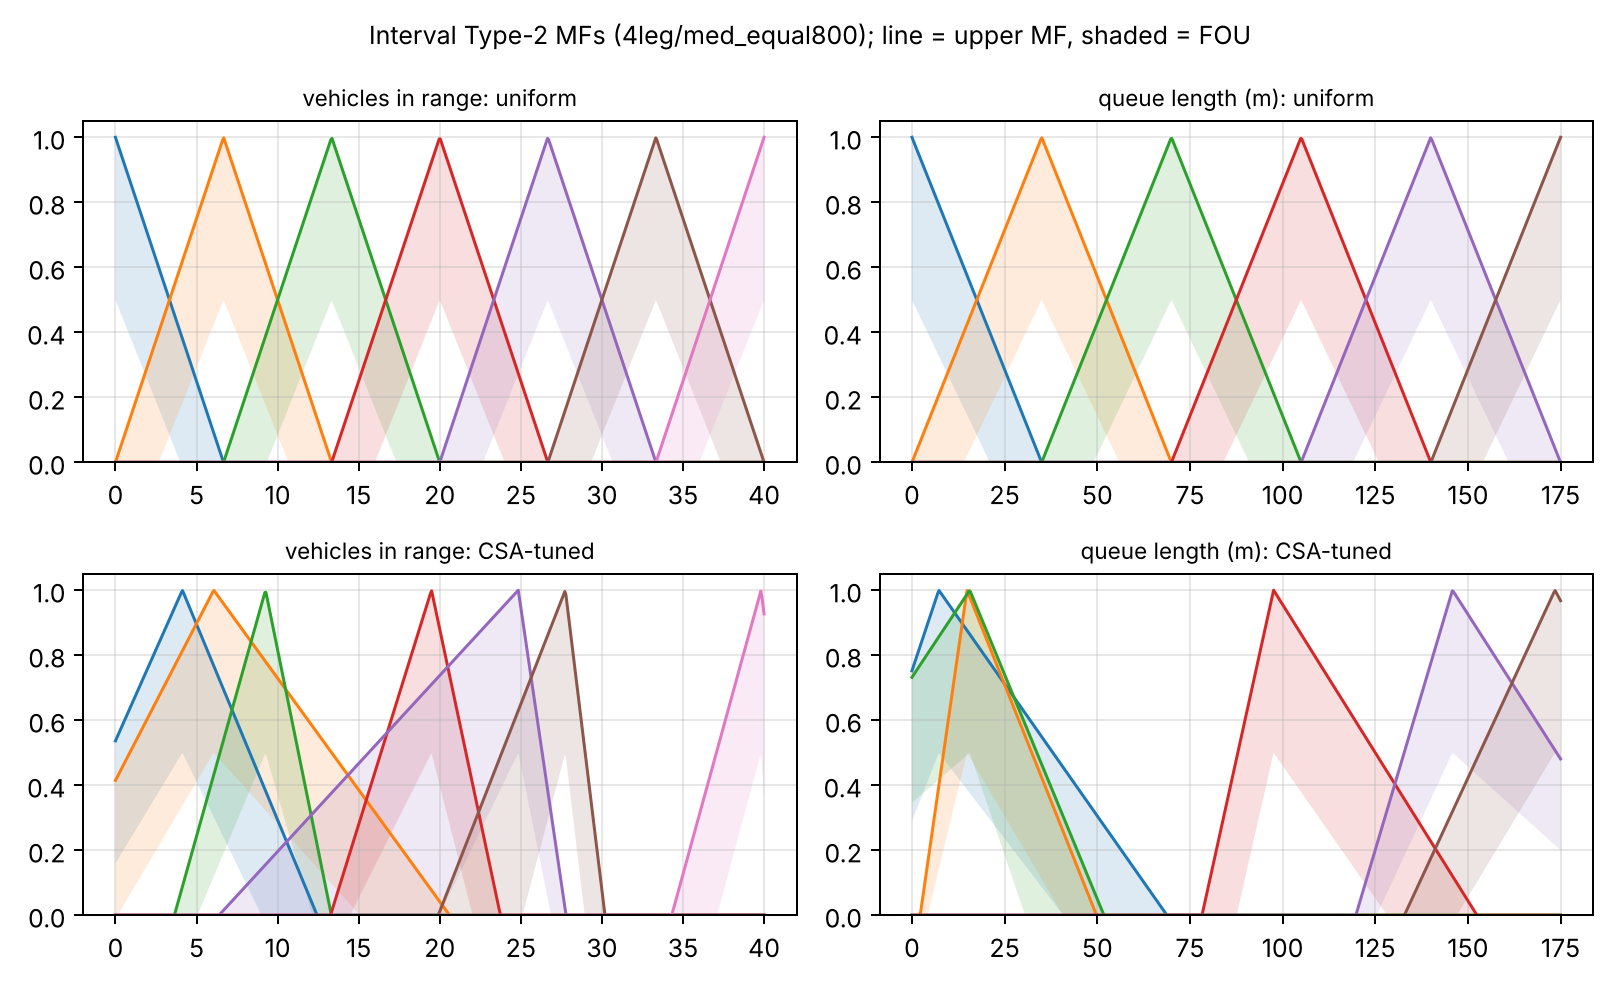 Interval Type-2 MFs (4leg/med_equal800); line = upper MF, shaded = FOU
vehicles in range: uniform
1.0
0.8
0.6
0.4
0.2
0.0
0 5 10 15 20 25 30 35 40
queue length (m): uniform
1.0
0.8
0.6
0.4
0.2
0.0
0 25 50 75 100 125 150 175
vehicles in range: CSA-tuned
1.0
0.8
0.6
0.4
0.2
0.0
0 5 10 15 20 25 30 35 40
queue length (m): CSA-tuned
1.0
0.8
0.6
0.4
0.2
0.0
0 25 50 75 100 125 150 175